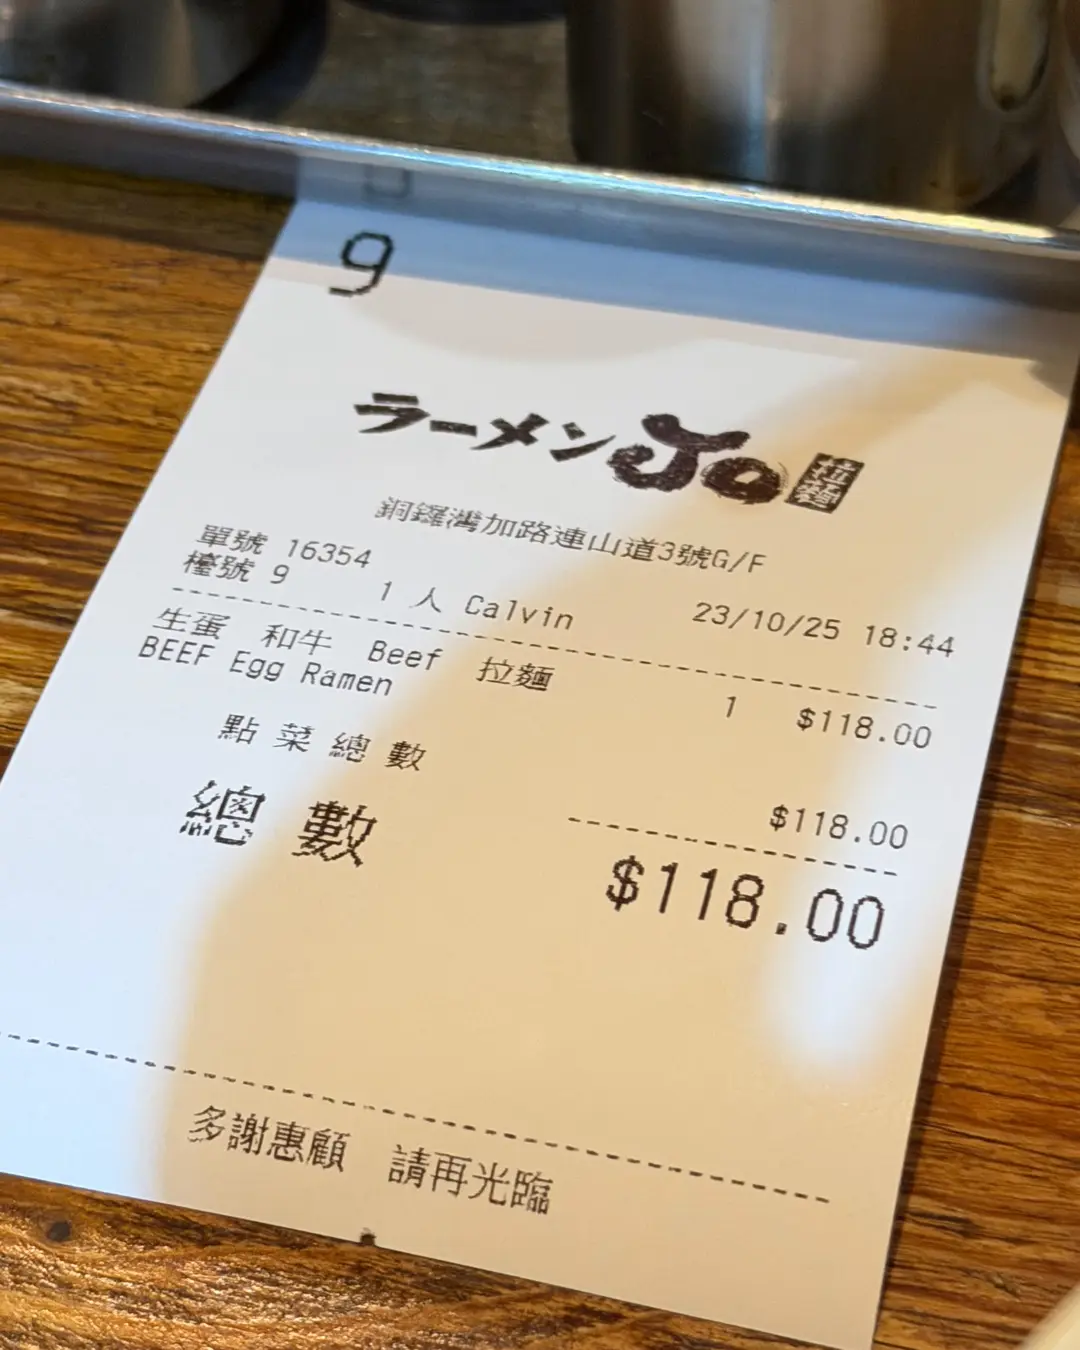 9
ラーメン JO 拉麵
銅鑼灣加路連山道3號G/F
單號 16354
檯號 9 1 人 Calvin 23/10/25 18:44
生蛋 和牛 Beef 拉麵
BEEF Egg Ramen 1 $118.00
點菜總數 $118.00
總數 $118.00
多謝惠顧 請再光臨